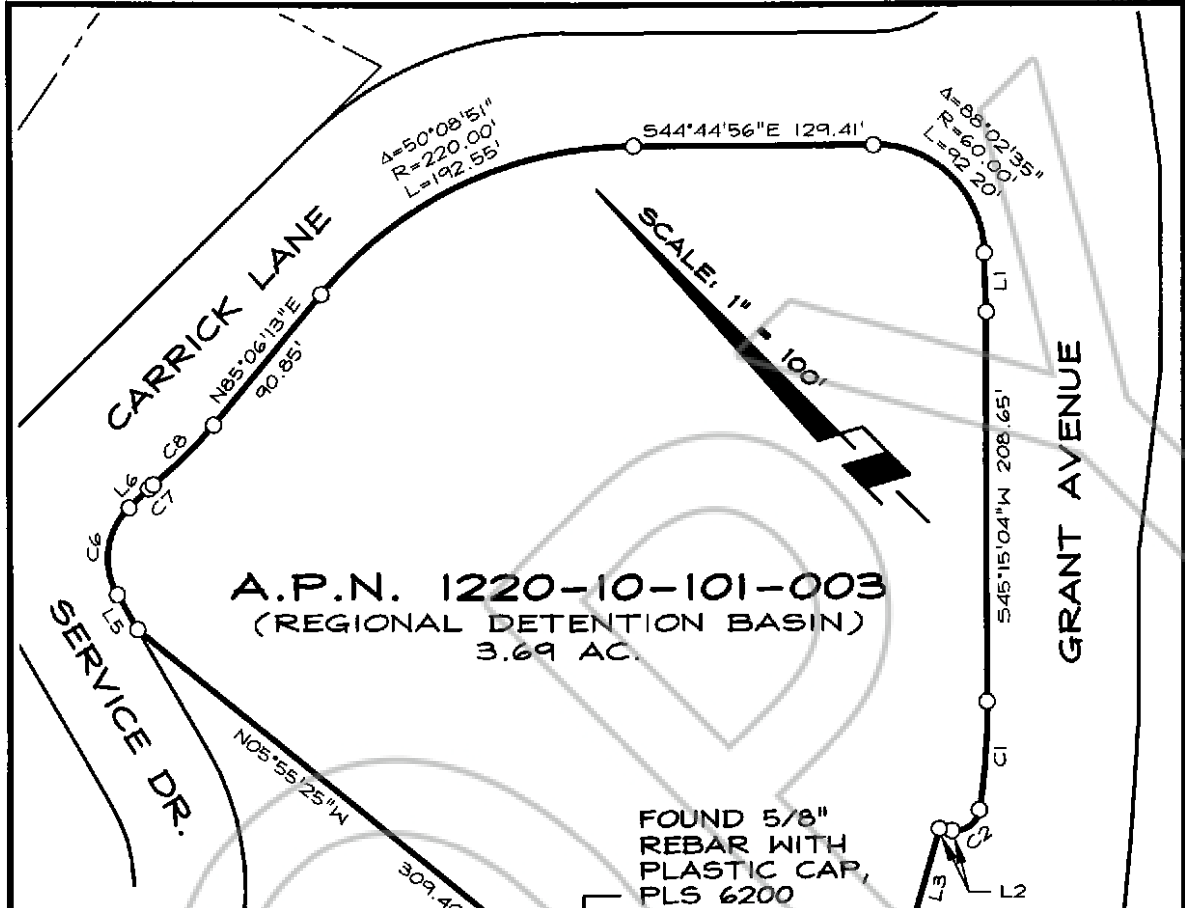 Δ=50°08'51"
R=220.00'
L=192.55'
S44°44'56"E 129.41'
Δ=88°02'35"
R=60.00'
L=92.20'
CARRICK LANE
N85°06'13"E
90.85'
SCALE: 1" = 100'
L1
C8
L6
C7
C6
L5
S45°15'04"W 208.65'
GRANT AVENUE
A.P.N. 1220-10-101-003
(REGIONAL DETENTION BASIN)
3.69 AC.
SERVICE DR.
N05°55'25"W
C1
FOUND 5/8"
REBAR WITH
PLASTIC CAP,
PLS 6200
C2
L3
L2